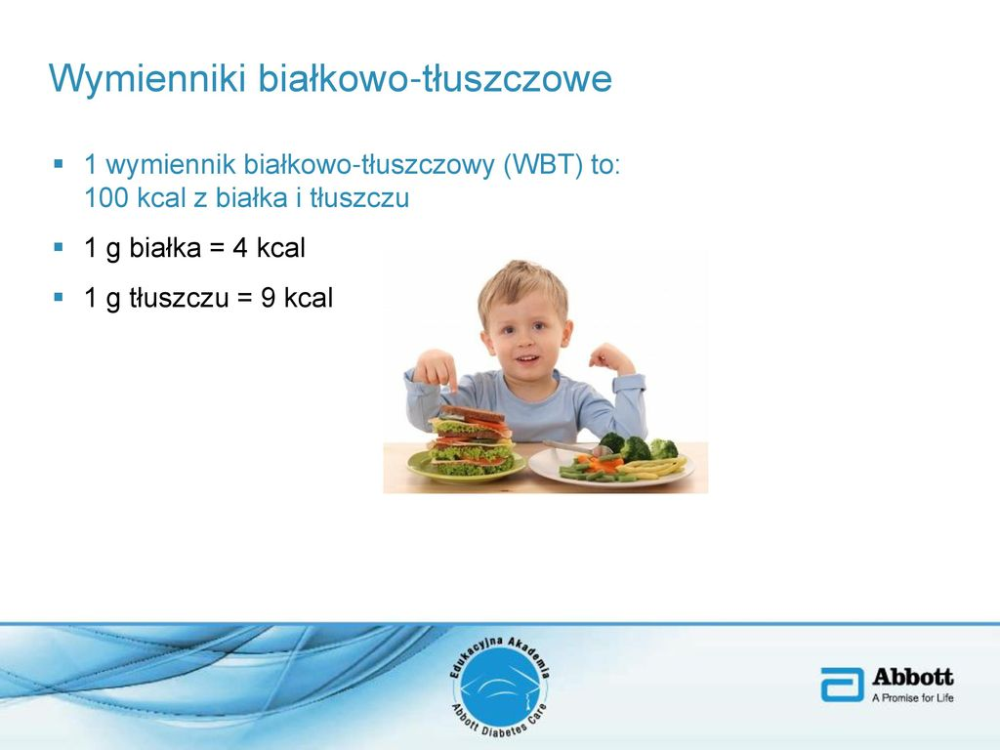 Wymienniki białkowo-tłuszczowe
1 wymiennik białkowo-tłuszczowy (WBT) to:
100 kcal z białka i tłuszczu
1 g białka = 4 kcal
1 g tłuszczu = 9 kcal
Edukacyjna Akademia
Abbott Diabetes Care
Abbott
A Promise for Life